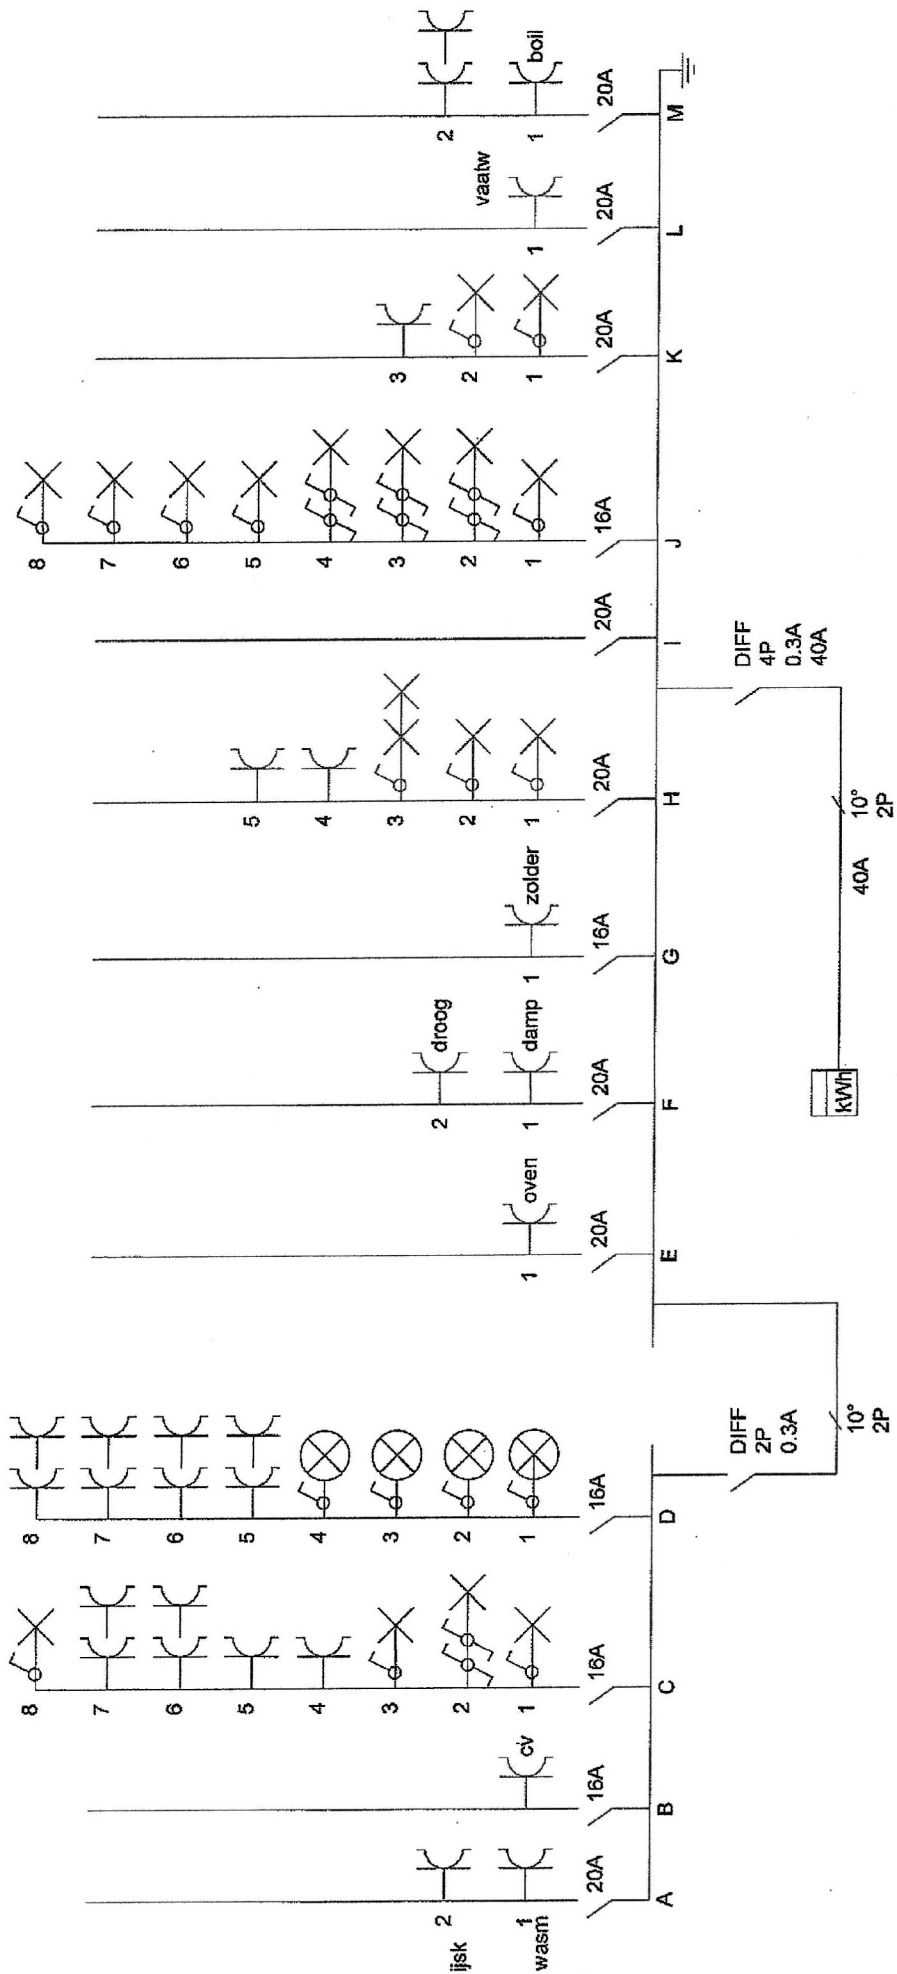 8
7
6
5
4
3
2
1
16A
D
8
7
6
5
4
3
2
1
16A
C
cv
16A
B
ijsk
2
wasm
1
20A
A
DIFF
2P
0.3A
10°
2P
oven
1
20A
E
droog
2
damp
1
20A
F
zolder
1
16A
G
5
4
3
2
1
20A
H
20A
I
DIFF
4P
0.3A
40A
10°
2P
40A
kWh
8
7
6
5
4
3
2
1
16A
J
3
2
1
20A
K
vaatw
1
20A
L
2
boil
1
20A
M